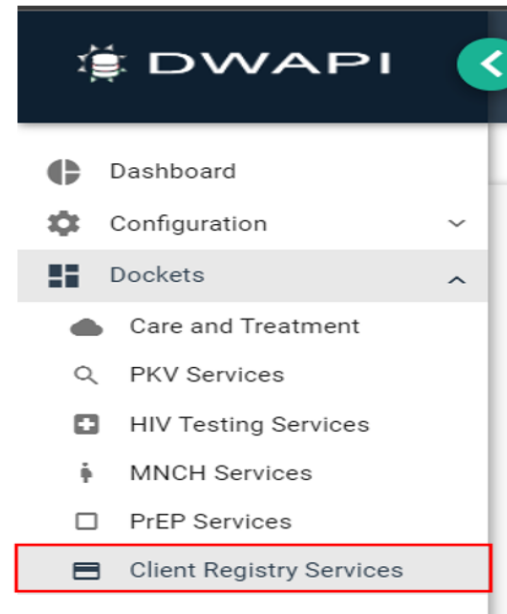 DWAPI
Dashboard
Configuration
Dockets
Care and Treatment
PKV Services
HIV Testing Services
MNCH Services
PrEP Services
Client Registry Services